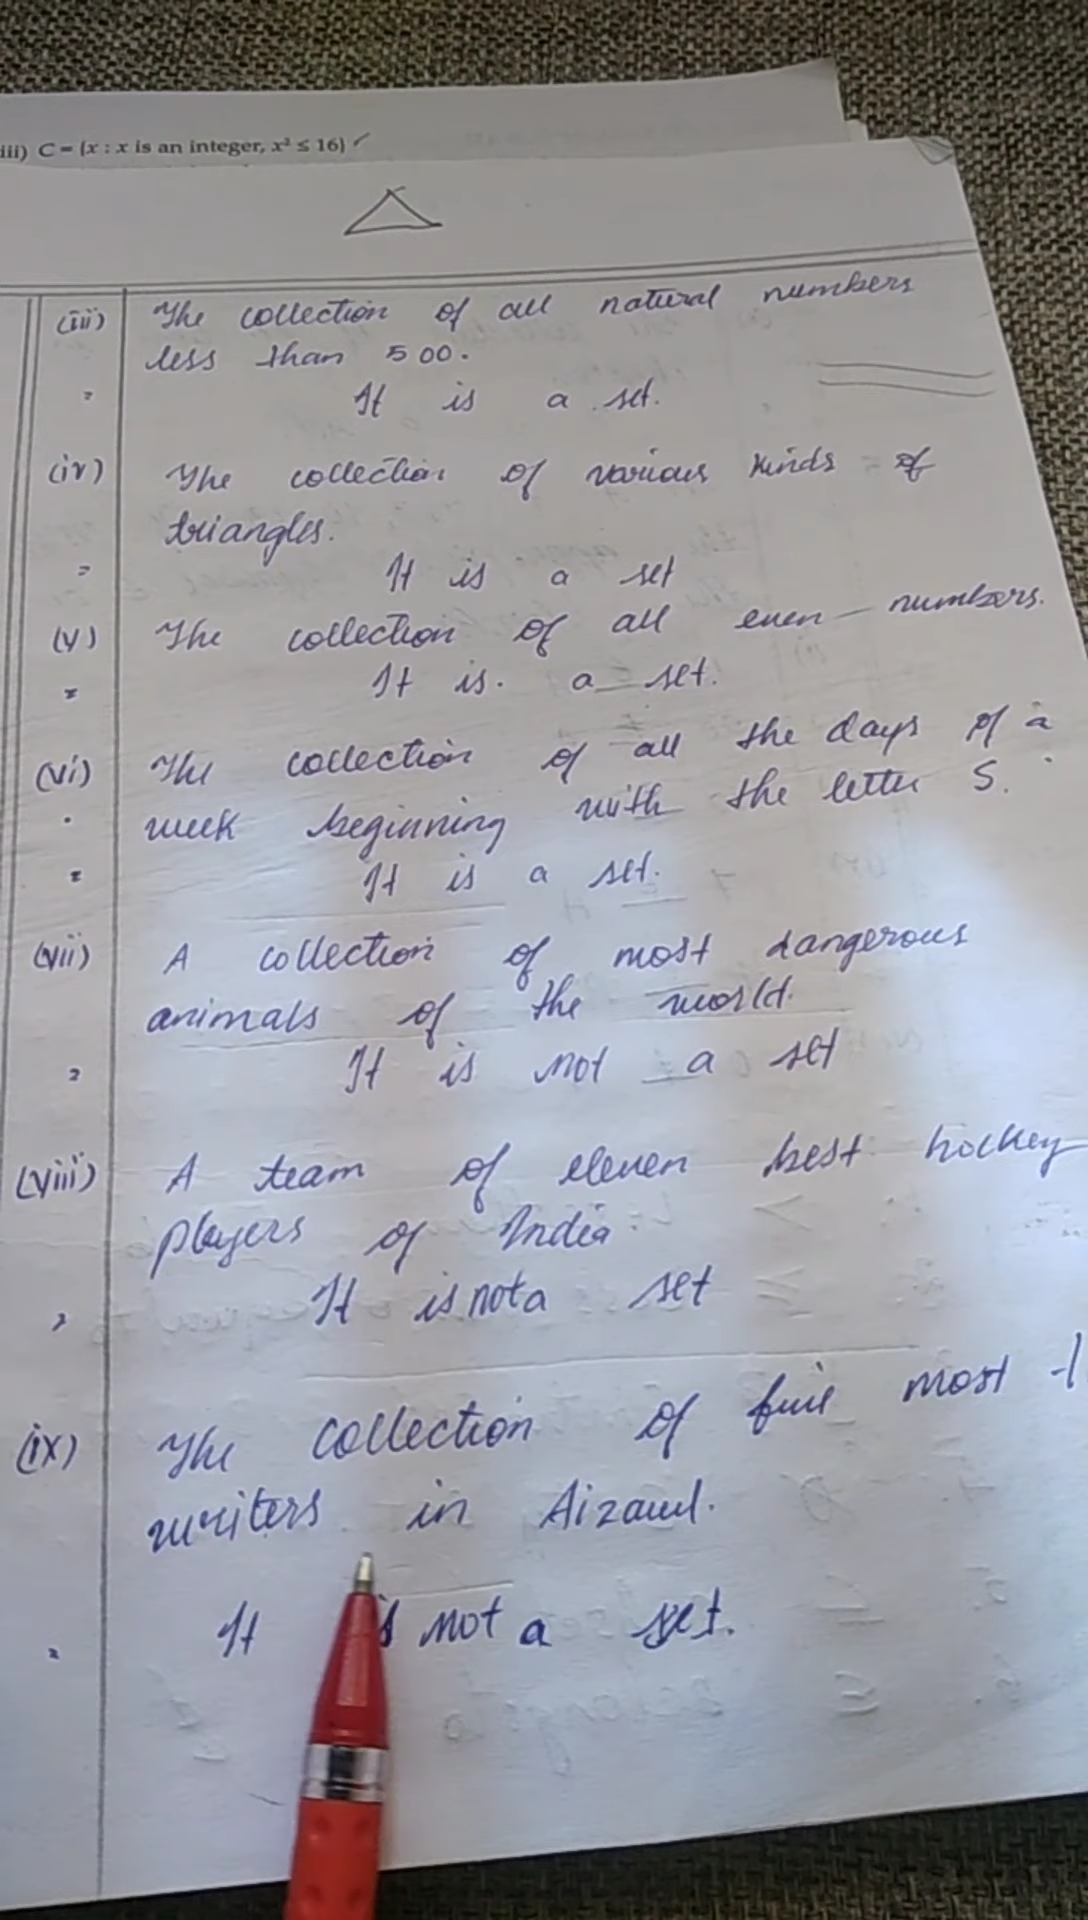 iii) C = {x : x is an integer, x² ≤ 16}
(iii) The collection of all natural numbers
less than 500.
It is a set.
(iv) The collection of various kinds of
triangles.
It is a set
(v) The collection of all even numbers.
It is a set.
(vi) The collection of all the days of a
week beginning with the letter S.
It is a set.
(vii) A collection of most dangerous
animals of the world.
It is not a set
(viii) A team of eleven best hockey
players of India
It is not a set
(ix) The collection of five most
writers in Aizawl.
It is not a set.